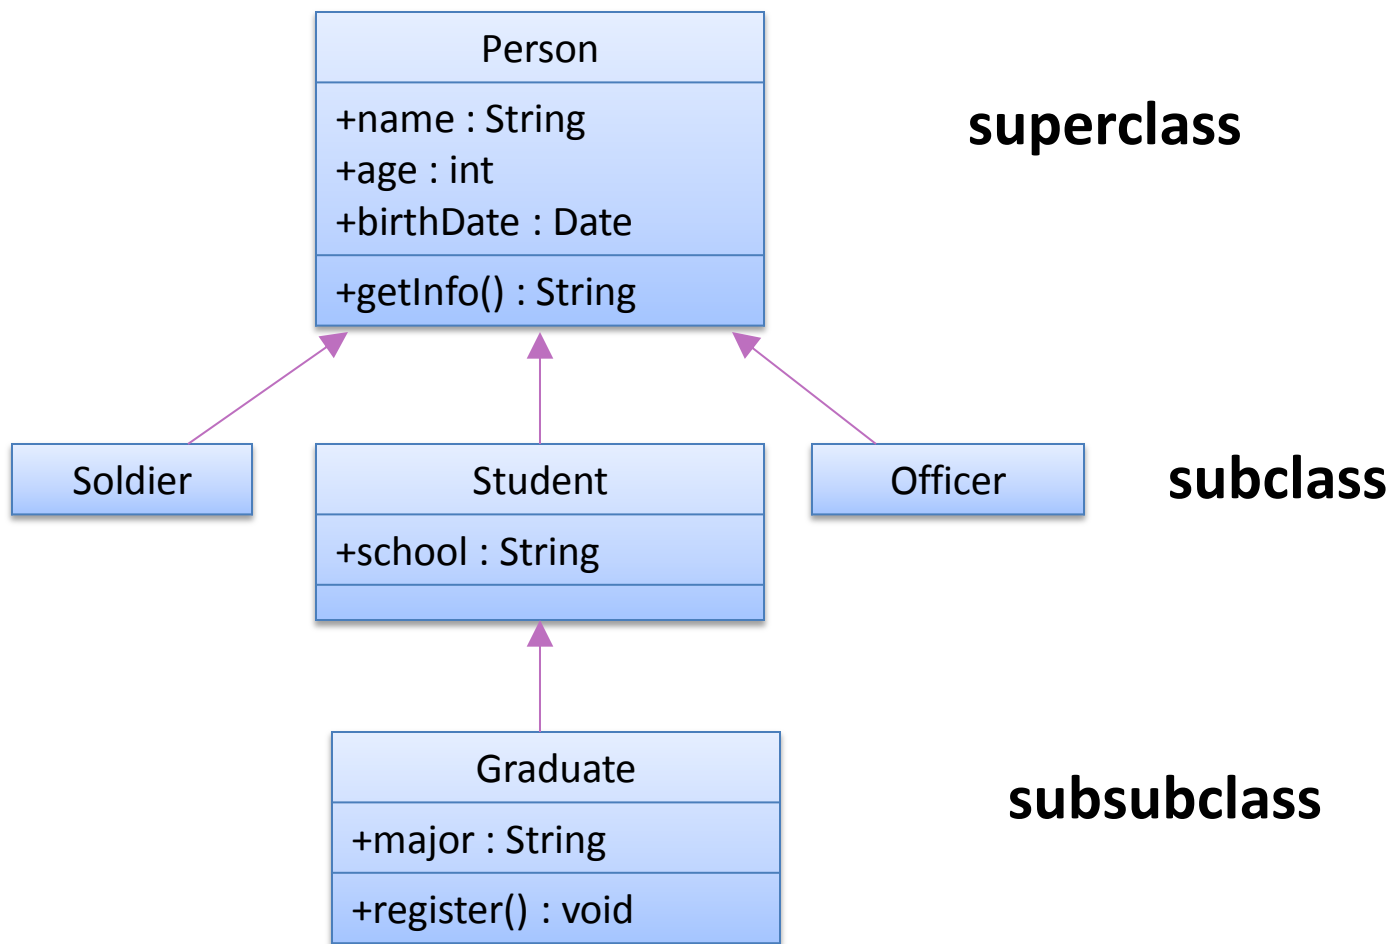 Person
+name : String
+age : int
+birthDate : Date
+getInfo() : String
superclass
Soldier
Student
+school : String
Officer
subclass
Graduate
+major : String
+register() : void
subsubclass